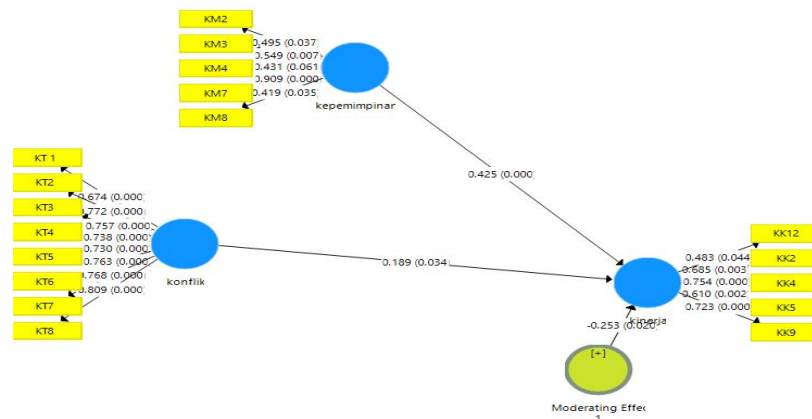 KM2
KM3
KM4
KM7
KM8
0.495 (0.037)
0.549 (0.007)
0.431 (0.061)
0.909 (0.000)
0.419 (0.035)
kepemimpinan
0.425 (0.000)
KT 1
KT2
KT3
KT4
KT5
KT6
KT7
KT8
0.674 (0.000)
0.772 (0.000)
0.757 (0.000)
0.738 (0.000)
0.730 (0.000)
0.763 (0.000)
0.768 (0.000)
0.809 (0.000)
konflik
0.189 (0.034)
KK12
KK2
KK4
KK5
KK9
0.483 (0.044)
0.685 (0.003)
0.754 (0.000)
0.610 (0.002)
0.723 (0.000)
kinerja
-0.253 (0.020)
[+]
Moderating Effec
1